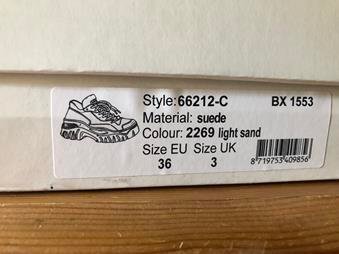 Style:66212-C BX 1553
Material: suede
Colour: 2269 light sand
Size EU Size UK
36 3
8 719753 409856